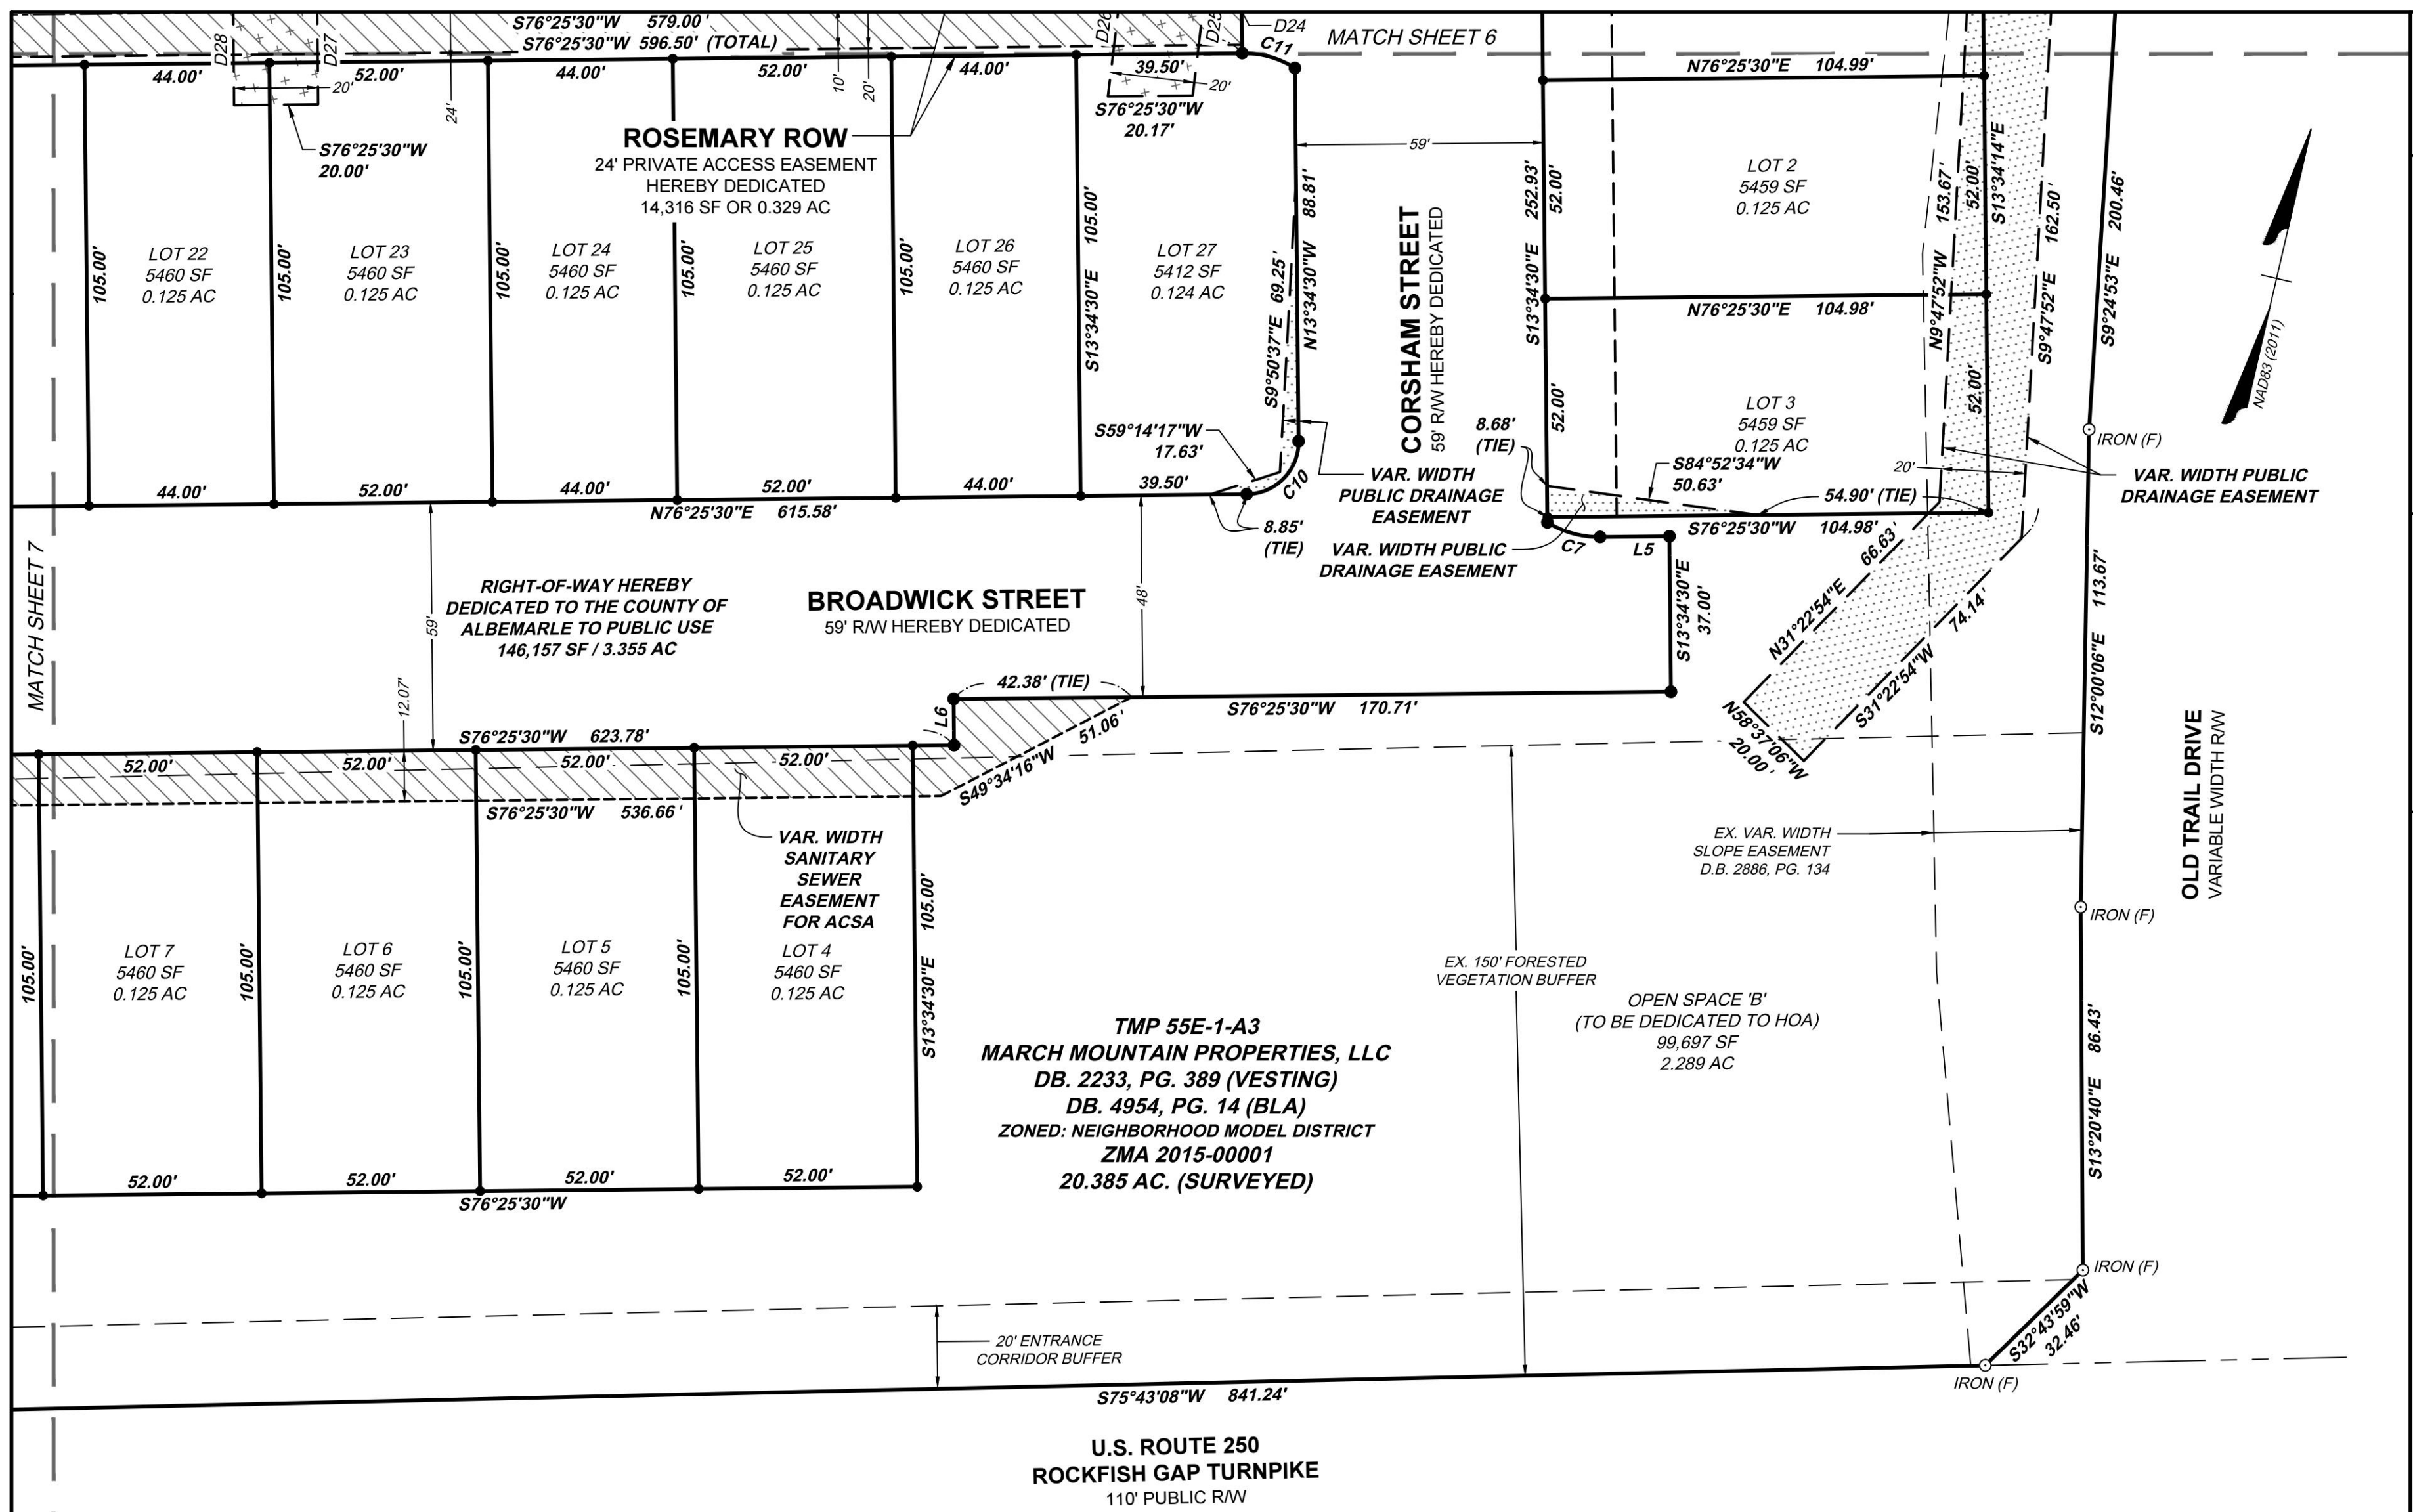 S76°25'30"W 579.00'
S76°25'30"W 596.50' (TOTAL)
D28
D27
D26
D25
D24
C11
MATCH SHEET 6
44.00'
52.00'
44.00'
52.00'
44.00'
39.50'
20'
24'
10'
20'
20'
S76°25'30"W
20.00'
S76°25'30"W
20.17'
ROSEMARY ROW
24' PRIVATE ACCESS EASEMENT
HEREBY DEDICATED
14,316 SF OR 0.329 AC
59'
N76°25'30"E 104.99'
LOT 2
5459 SF
0.125 AC
S13°34'30"E 252.93'
52.00'
N9°47'52"W 153.67'
52.00'
S13°34'14"E
S9°47'52"E 162.50'
S9°24'53"E 200.46'
NAD83 (2011)
105.00'
LOT 22
5460 SF
0.125 AC
105.00'
LOT 23
5460 SF
0.125 AC
105.00'
LOT 24
5460 SF
0.125 AC
105.00'
LOT 25
5460 SF
0.125 AC
105.00'
LOT 26
5460 SF
0.125 AC
S13°34'30"E 105.00'
LOT 27
5412 SF
0.124 AC
S9°50'37"E 69.25'
N13°34'30"W 88.81'
CORSHAM STREET
59' R/W HEREBY DEDICATED
N76°25'30"E 104.98'
52.00'
LOT 3
5459 SF
0.125 AC
52.00'
8.68'
(TIE)
S84°52'34"W
50.63'
20'
54.90' (TIE)
S76°25'30"W 104.98'
IRON (F)
VAR. WIDTH PUBLIC
DRAINAGE EASEMENT
S59°14'17"W
17.63'
C10
VAR. WIDTH
PUBLIC DRAINAGE
EASEMENT
8.85'
(TIE)
VAR. WIDTH PUBLIC
DRAINAGE EASEMENT
C7
L5
44.00'
52.00'
44.00'
52.00'
44.00'
39.50'
N76°25'30"E 615.58'
MATCH SHEET 7
RIGHT-OF-WAY HEREBY
DEDICATED TO THE COUNTY OF
ALBEMARLE TO PUBLIC USE
146,157 SF / 3.355 AC
59'
12.07'
BROADWICK STREET
59' R/W HEREBY DEDICATED
48'
S13°34'30"E
37.00'
N31°22'54"E 66.63'
S31°22'54"W 74.14'
N58°37'06"W
20.00'
S12°00'06"E 113.67'
OLD TRAIL DRIVE
VARIABLE WIDTH R/W
42.38' (TIE)
L6
S76°25'30"W 170.71'
S49°34'16"W 51.06'
S76°25'30"W 623.78'
52.00'
52.00'
52.00'
52.00'
S76°25'30"W 536.66'
VAR. WIDTH
SANITARY
SEWER
EASEMENT
FOR ACSA
EX. VAR. WIDTH
SLOPE EASEMENT
D.B. 2886, PG. 134
IRON (F)
105.00'
LOT 7
5460 SF
0.125 AC
105.00'
LOT 6
5460 SF
0.125 AC
105.00'
LOT 5
5460 SF
0.125 AC
105.00'
LOT 4
5460 SF
0.125 AC
S13°34'30"E 105.00'
EX. 150' FORESTED
VEGETATION BUFFER
OPEN SPACE 'B'
(TO BE DEDICATED TO HOA)
99,697 SF
2.289 AC
S13°20'40"E 86.43'
TMP 55E-1-A3
MARCH MOUNTAIN PROPERTIES, LLC
DB. 2233, PG. 389 (VESTING)
DB. 4954, PG. 14 (BLA)
ZONED: NEIGHBORHOOD MODEL DISTRICT
ZMA 2015-00001
20.385 AC. (SURVEYED)
52.00'
52.00'
52.00'
52.00'
S76°25'30"W
IRON (F)
S32°43'59"W
32.46'
20' ENTRANCE
CORRIDOR BUFFER
IRON (F)
S75°43'08"W 841.24'
U.S. ROUTE 250
ROCKFISH GAP TURNPIKE
110' PUBLIC R/W